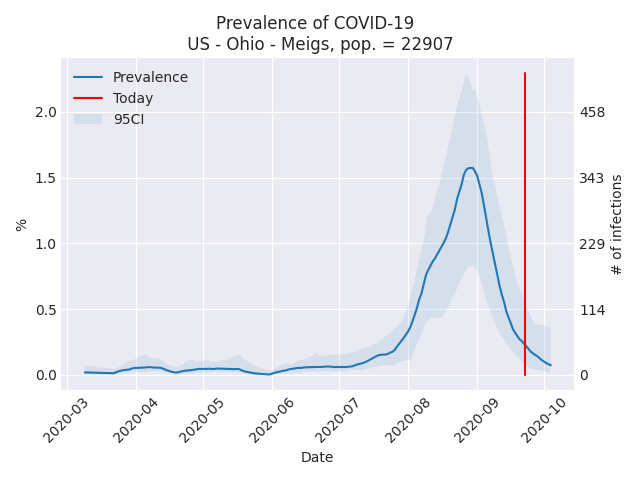 Prevalence of COVID-19
US - Ohio - Meigs, pop. = 22907
Prevalence
Today
95CI
2.0
1.5
1.0
0.5
0.0
%
458
343
229
114
0
# of infections
2020-03
2020-04
2020-05
2020-06
2020-07
2020-08
2020-09
2020-10
Date